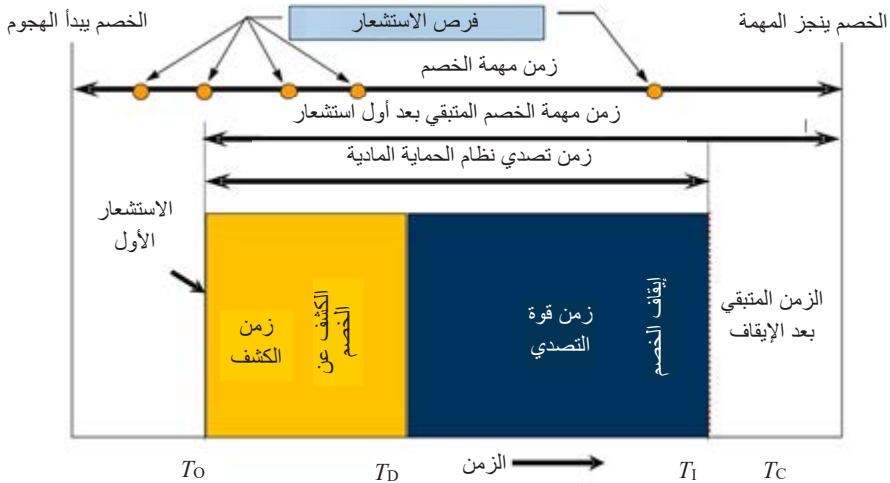 الخصم ينجز المهمة
فرص الاستشعار
الخصم يبدأ الهجوم
زمن مهمة الخصم
زمن مهمة الخصم المتبقي بعد أول استشعار
زمن تصدي نظام الحماية المادية
الاستشعار
الأول
زمن
الكشف
الكشف عن
الخصم
زمن قوة
التصدي
إيقاف الخصم
الزمن المتبقي
بعد الإيقاف
TO
TD
الزمن
TI
TC